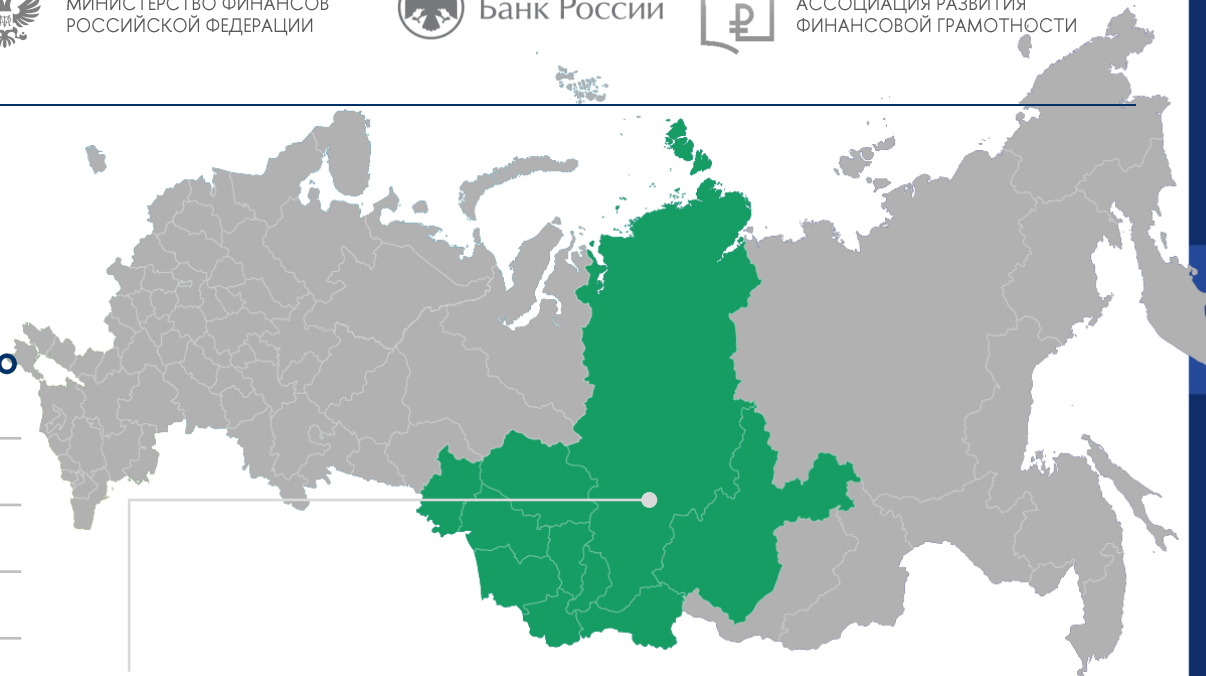 МИНИСТЕРСТВО ФИНАНСОВ
РОССИЙСКОЙ ФЕДЕРАЦИИ
Банк России
АССОЦИАЦИЯ РАЗВИТИЯ
ФИНАНСОВОЙ ГРАМОТНОСТИ